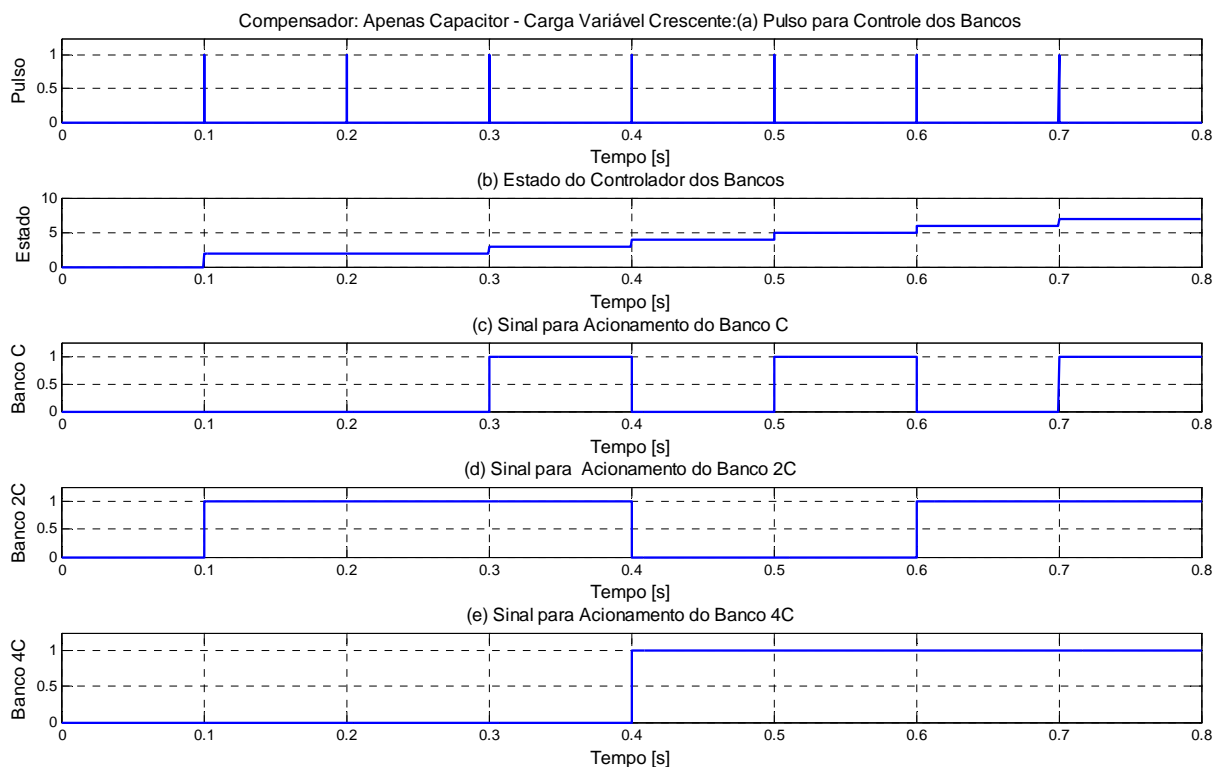 Compensador: Apenas Capacitor - Carga Variável Crescente:(a) Pulso para Controle dos Bancos
Pulso
1
0.5
0
0 0.1 0.2 0.3 0.4 0.5 0.6 0.7 0.8
Tempo [s]
(b) Estado do Controlador dos Bancos
Estado
10
5
0
0 0.1 0.2 0.3 0.4 0.5 0.6 0.7 0.8
Tempo [s]
(c) Sinal para Acionamento do Banco C
Banco C
1
0.5
0
0 0.1 0.2 0.3 0.4 0.5 0.6 0.7 0.8
Tempo [s]
(d) Sinal para Acionamento do Banco 2C
Banco 2C
1
0.5
0
0 0.1 0.2 0.3 0.4 0.5 0.6 0.7 0.8
Tempo [s]
(e) Sinal para Acionamento do Banco 4C
Banco 4C
1
0.5
0
0 0.1 0.2 0.3 0.4 0.5 0.6 0.7 0.8
Tempo [s]